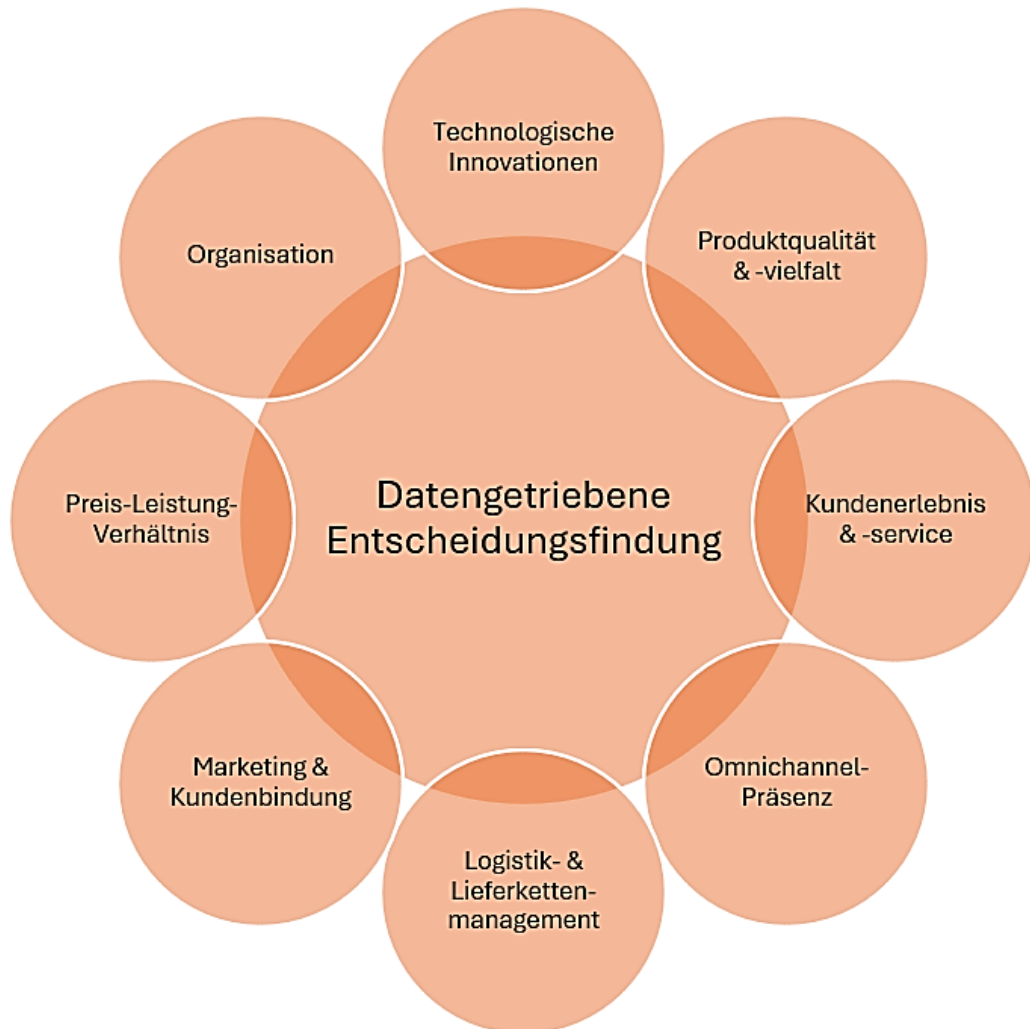 Technologische
Innovationen
Produktqualität
& -vielfalt
Kundenerlebnis
& -service
Omnichannel-
Präsenz
Logistik- &
Lieferketten-
management
Marketing &
Kundenbindung
Preis-Leistung-
Verhältnis
Organisation
Datengetriebene
Entscheidungsfindung